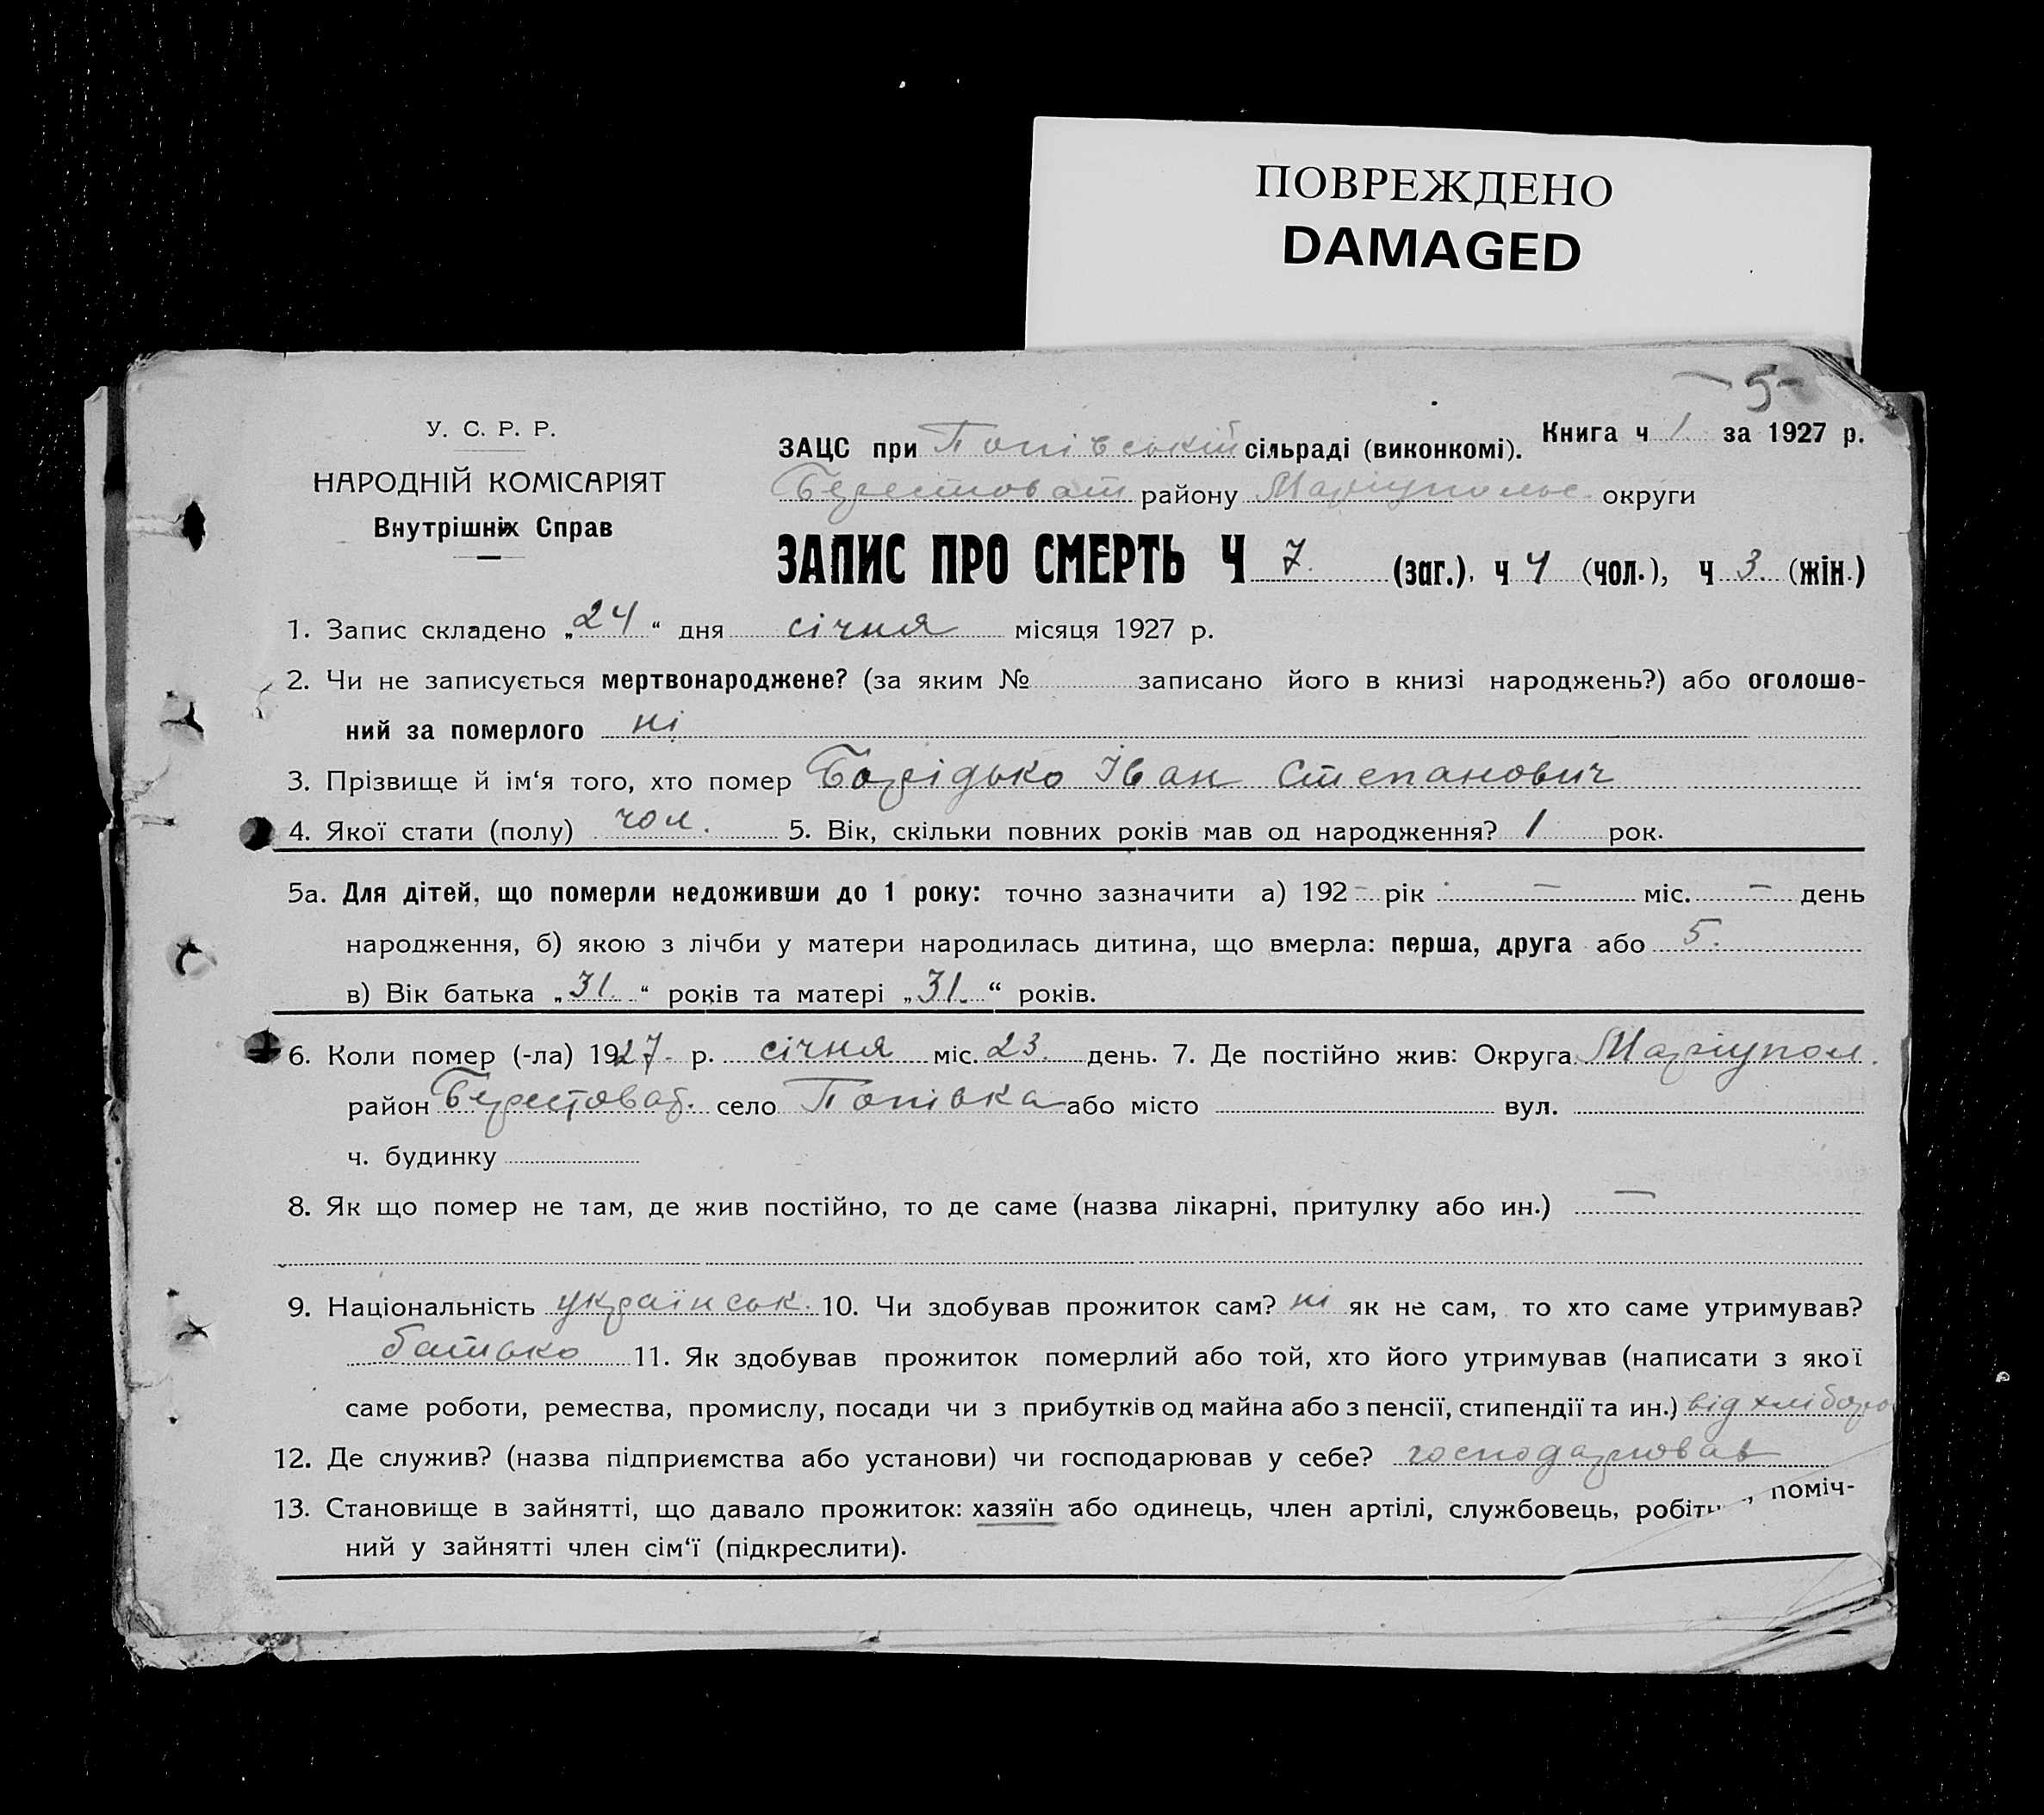 ПОВРЕЖДЕНО
DAMAGED
5
У. С. Р. Р.
НАРОДНІЙ КОМІСАРІЯТ
Внутрішніх Справ
Книга ч 1 за 1927 р.
ЗАЦС при Попівській сільраді (виконкомі).
Берестоват району Маріупольс. округи
ЗАПИС ПРО СМЕРТЬ Ч 7. (заг.), ч 4 (чол.), ч 3. (жін.)
1. Запис складено „24“ дня січня місяця 1927 р.
2. Чи не записується мертвонароджене? (за яким № записано його в книзі народжень?) або оголоше-
ний за померлого ні
3. Прізвище й ім‘я того, хто помер Борідько Іван Степанович
4. Якої стати (полу) чол. 5. Вік, скільки повних років мав од народження? 1 рок.
5а. Для дітей, що померли недоживши до 1 року: точно зазначити а) 192 – рік – міс. – день
народження, б) якою з лічби у матери народилась дитина, що вмерла: перша, друга або 5.
в) Вік батька „31.“ років та матері „31.“ років.
6. Коли помер (-ла) 1927 р. січня міс. 23. день. 7. Де постійно жив: Округа Маріупол.
район Берестоват. село Попівка або місто вул.
ч. будинку
8. Як що помер не там, де жив постійно, то де саме (назва лікарні, притулку або ин.) –
9. Національність українськ. 10. Чи здобував прожиток сам? ні як не сам, то хто саме утримував?
батько 11. Як здобував прожиток померлий або той, хто його утримував (написати з якої
саме роботи, ремества, промислу, посади чи з прибутків од майна або з пенсії, стипендії та ин.) від хліборо
12. Де служив? (назва підприємства або установи) чи господарював у себе? господарював
13. Становище в зайнятті, що давало прожиток: хазяїн або одинець, член артілі, службовець, робітн , поміч-
ний у зайнятті член сім‘ї (підкреслити).